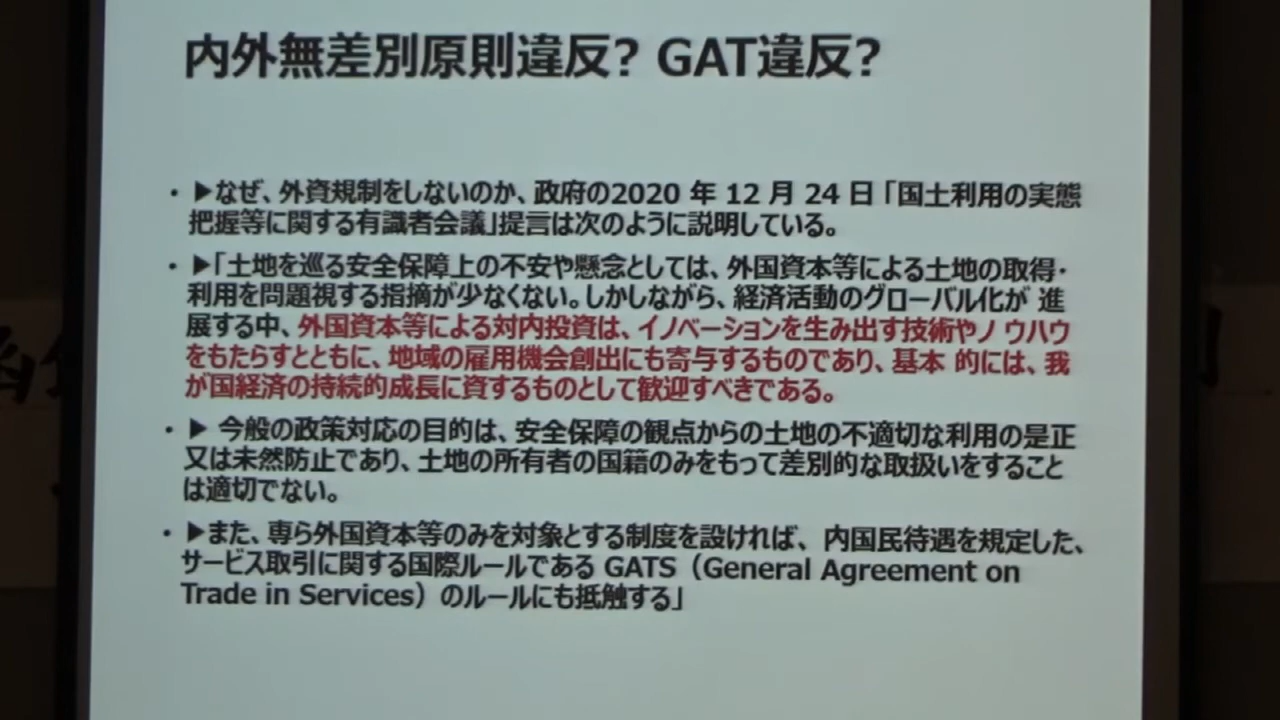 内外無差別原則違反? GAT違反?
・▶なぜ、外資規制をしないのか、政府の2020 年 12 月 24 日「国土利用の実態
把握等に関する有識者会議」提言は次のように説明している。
・▶「土地を巡る安全保障上の不安や懸念としては、外国資本等による土地の取得・
利用を問題視する指摘が少なくない。しかしながら、経済活動のグローバル化が 進
展する中、外国資本等による対内投資は、イノベーションを生み出す技術やノ ウハウ
をもたらすとともに、地域の雇用機会創出にも寄与するものであり、基本 的には、我
が国経済の持続的成長に資するものとして歓迎すべきである。
・▶ 今般の政策対応の目的は、安全保障の観点からの土地の不適切な利用の是正
又は未然防止であり、土地の所有者の国籍のみをもって差別的な取扱いをすること
は適切でない。
・▶また、専ら外国資本等のみを対象とする制度を設ければ、内国民待遇を規定した、
サービス取引に関する国際ルールである GATS（General Agreement on
Trade in Services）のルールにも抵触する」